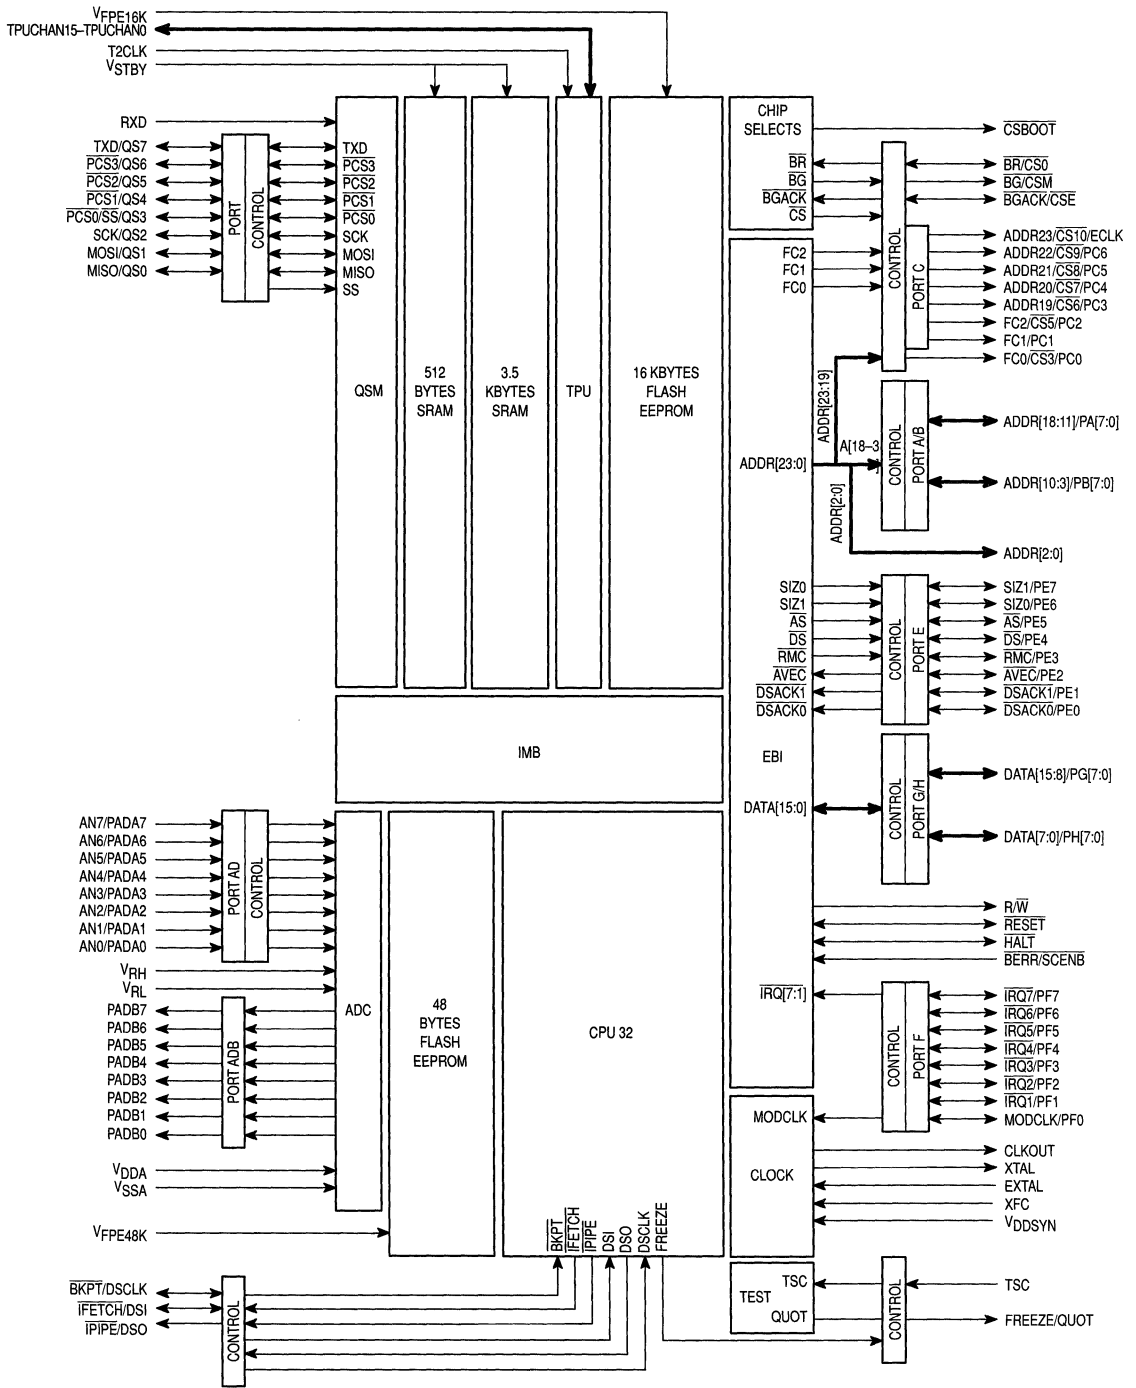 VFPE16K
TPUCHAN15–TPUCHAN0
T2CLK
VSTBY
RXD
TXD/QS7
PCS3/QS6
PCS2/QS5
PCS1/QS4
PCS0/SS/QS3
SCK/QS2
MOSI/QS1
MISO/QS0
PORT
CONTROL
TXD
PCS3
PCS2
PCS1
PCS0
SCK
MOSI
MISO
SS
QSM
512
BYTES
SRAM
3.5
KBYTES
SRAM
TPU
16 KBYTES
FLASH
EEPROM
CHIP
SELECTS
BR
BG
BGACK
CS
FC2
FC1
FC0
CONTROL
PORT C
CSBOOT
BR/CS0
BG/CSM
BGACK/CSE
ADDR23/CS10/ECLK
ADDR22/CS9/PC6
ADDR21/CS8/PC5
ADDR20/CS7/PC4
ADDR19/CS6/PC3
FC2/CS5/PC2
FC1/PC1
FC0/CS3/PC0
ADDR[23:19]
ADDR[23:0]
A[18–3
]
ADDR[2:0]
CONTROL
PORT A/B
ADDR[18:11]/PA[7:0]
ADDR[10:3]/PB[7:0]
ADDR[2:0]
SIZ0
SIZ1
AS
DS
RMC
AVEC
DSACK1
DSACK0
CONTROL
PORT E
SIZ1/PE7
SIZ0/PE6
AS/PE5
DS/PE4
RMC/PE3
AVEC/PE2
DSACK1/PE1
DSACK0/PE0
IMB
EBI
DATA[15:0]
CONTROL
PORT G/H
DATA[15:8]/PG[7:0]
DATA[7:0]/PH[7:0]
AN7/PADA7
AN6/PADA6
AN5/PADA5
AN4/PADA4
AN3/PADA3
AN2/PADA2
AN1/PADA1
AN0/PADA0
PORT AD
CONTROL
VRH
VRL
PADB7
PADB6
PADB5
PADB4
PADB3
PADB2
PADB1
PADB0
PORT ADB
VDDA
VSSA
VFPE48K
ADC
48
BYTES
FLASH
EEPROM
CPU 32
R/W
RESET
HALT
BERR/SCENB
IRQ[7:1]
CONTROL
PORT F
IRQ7/PF7
IRQ6/PF6
IRQ5/PF5
IRQ4/PF4
IRQ3/PF3
IRQ2/PF2
IRQ1/PF1
MODCLK/PF0
MODCLK
CLOCK
CLKOUT
XTAL
EXTAL
XFC
VDDSYN
BKPT
IFETCH
IPIPE
DSI
DSO
DSCLK
FREEZE
BKPT/DSCLK
IFETCH/DSI
IPIPE/DSO
CONTROL
TSC
TEST
QUOT
CONTROL
TSC
FREEZE/QUOT